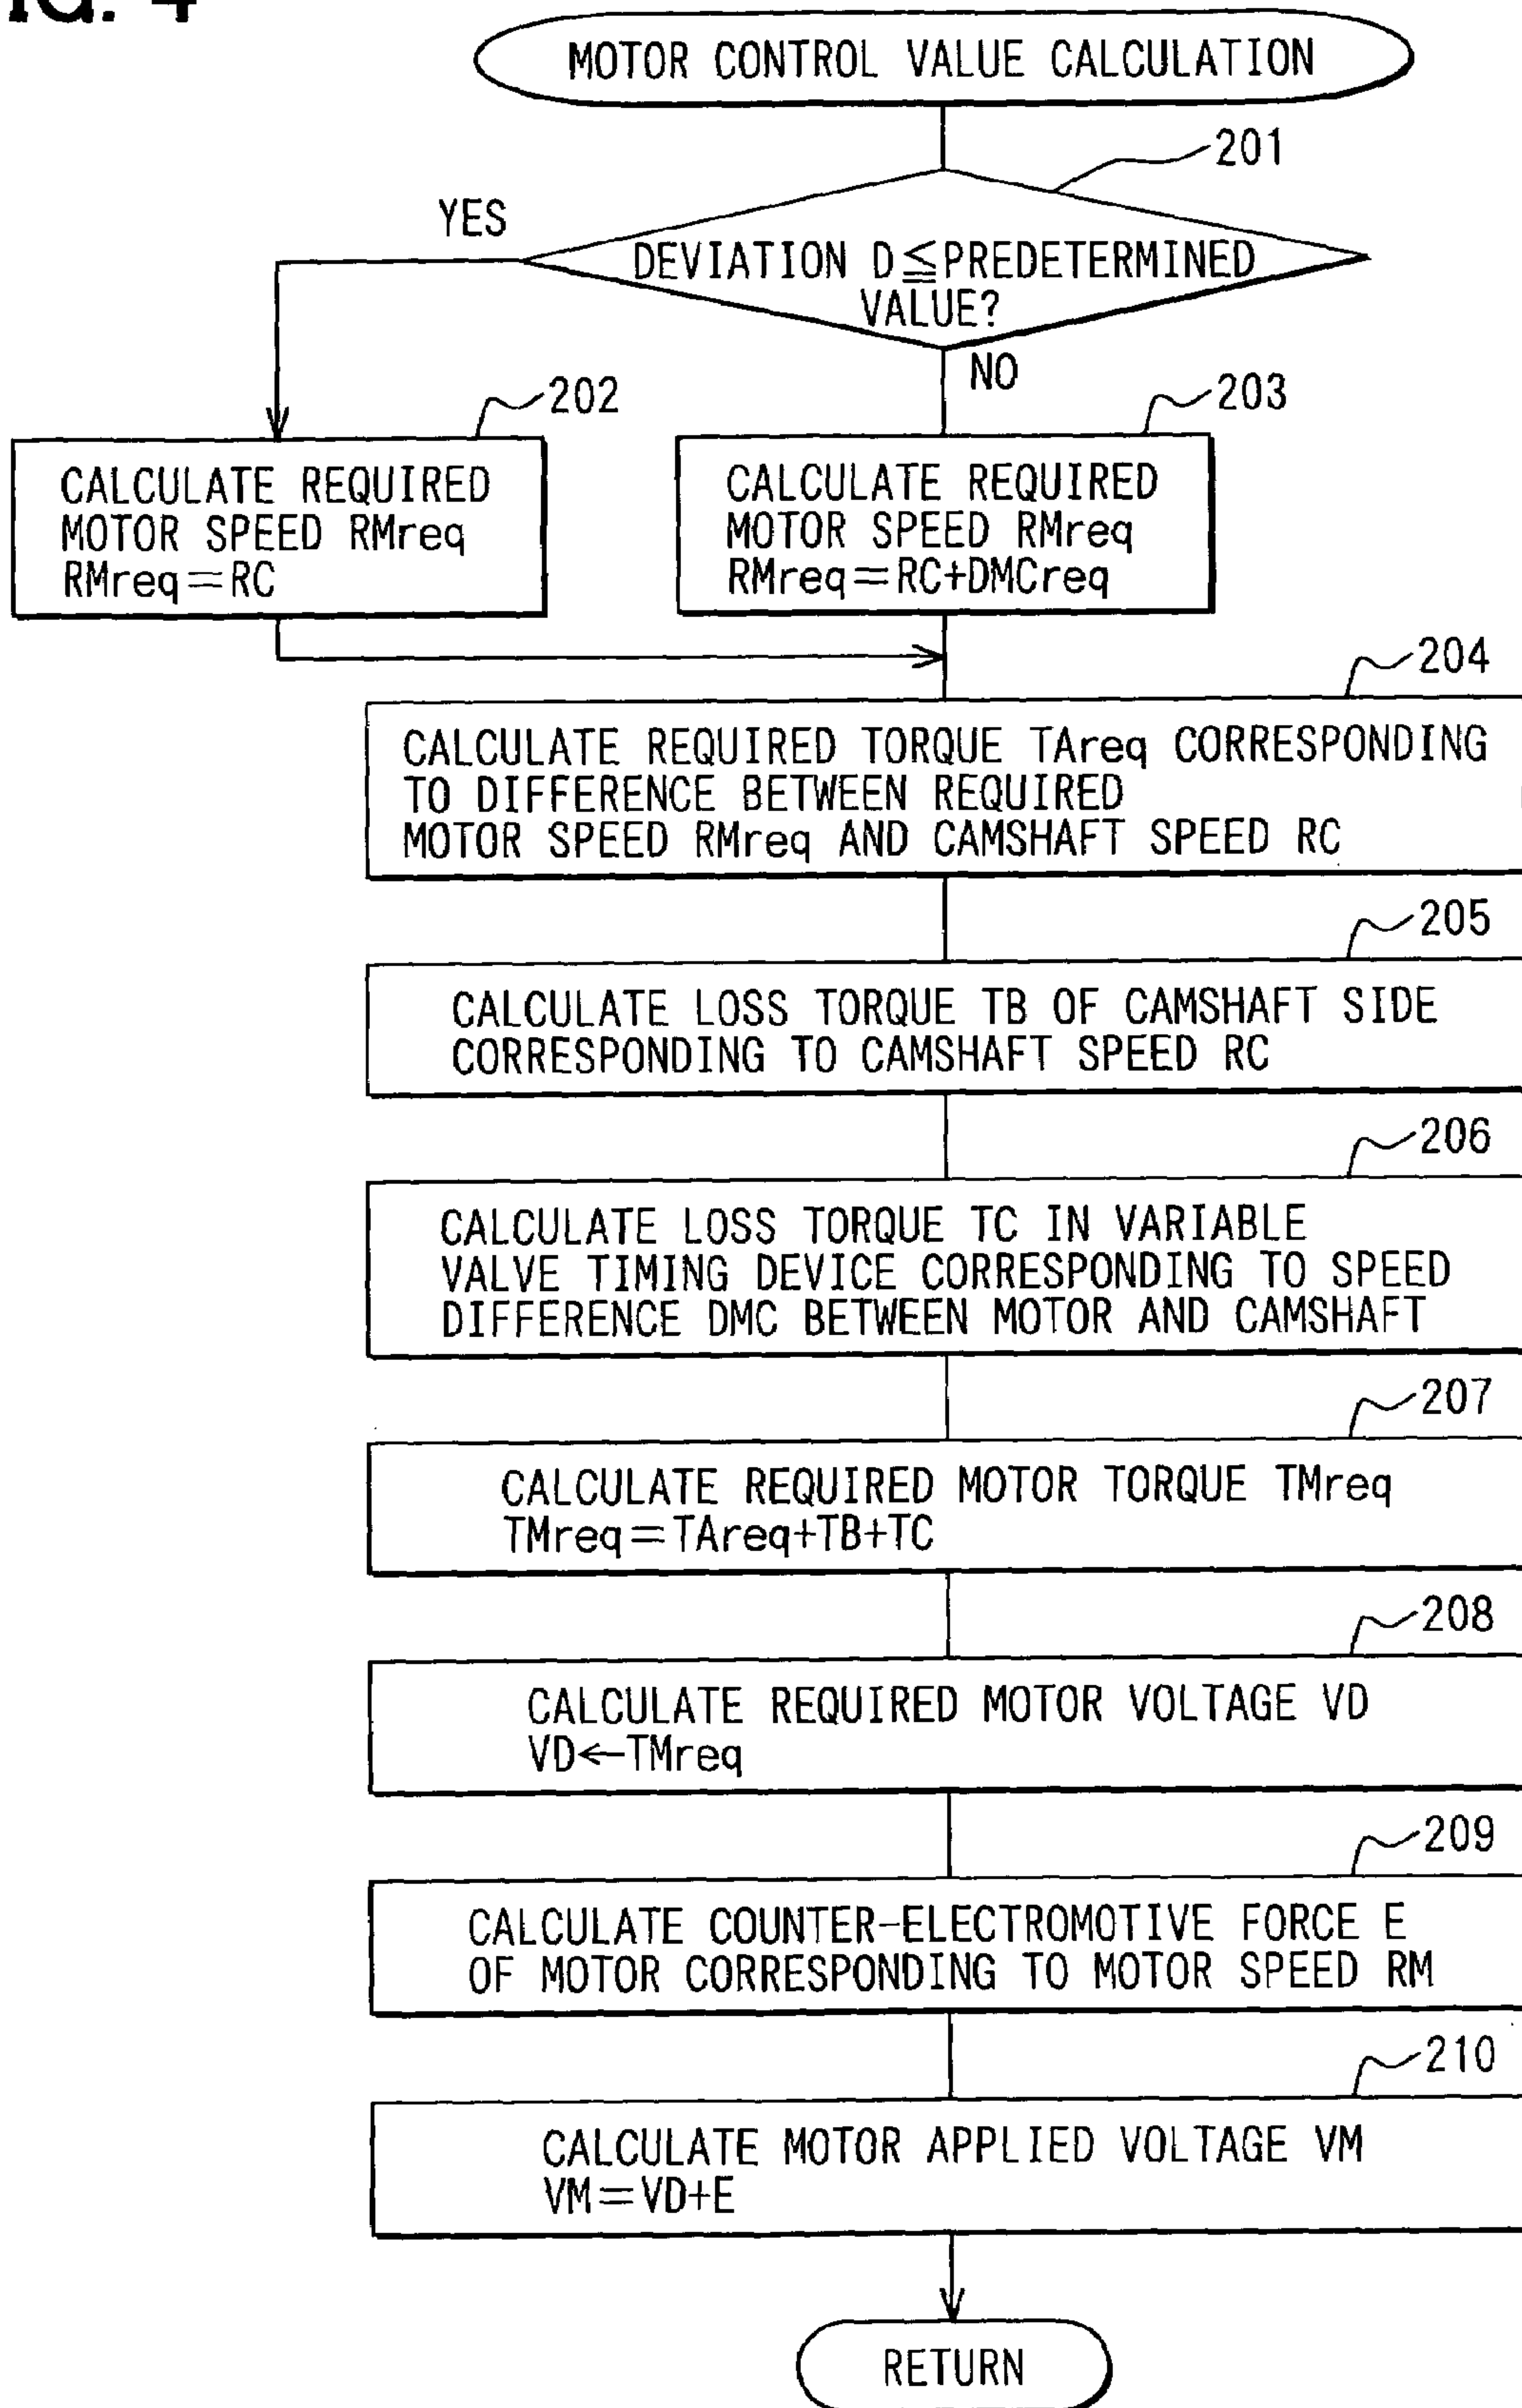 MOTOR CONTROL VALUE CALCULATION
201
YES
DEVIATION D≦PREDETERMINED
VALUE?
NO
202
203
CALCULATE REQUIRED
MOTOR SPEED RMreq
RMreq=RC
CALCULATE REQUIRED
MOTOR SPEED RMreq
RMreq=RC+DMCreq
204
CALCULATE REQUIRED TORQUE TAreq CORRESPONDING
TO DIFFERENCE BETWEEN REQUIRED
MOTOR SPEED RMreq AND CAMSHAFT SPEED RC
205
CALCULATE LOSS TORQUE TB OF CAMSHAFT SIDE
CORRESPONDING TO CAMSHAFT SPEED RC
206
CALCULATE LOSS TORQUE TC IN VARIABLE
VALVE TIMING DEVICE CORRESPONDING TO SPEED
DIFFERENCE DMC BETWEEN MOTOR AND CAMSHAFT
207
CALCULATE REQUIRED MOTOR TORQUE TMreq
TMreq=TAreq+TB+TC
208
CALCULATE REQUIRED MOTOR VOLTAGE VD
VD←TMreq
209
CALCULATE COUNTER-ELECTROMOTIVE FORCE E
OF MOTOR CORRESPONDING TO MOTOR SPEED RM
210
CALCULATE MOTOR APPLIED VOLTAGE VM
VM=VD+E
RETURN